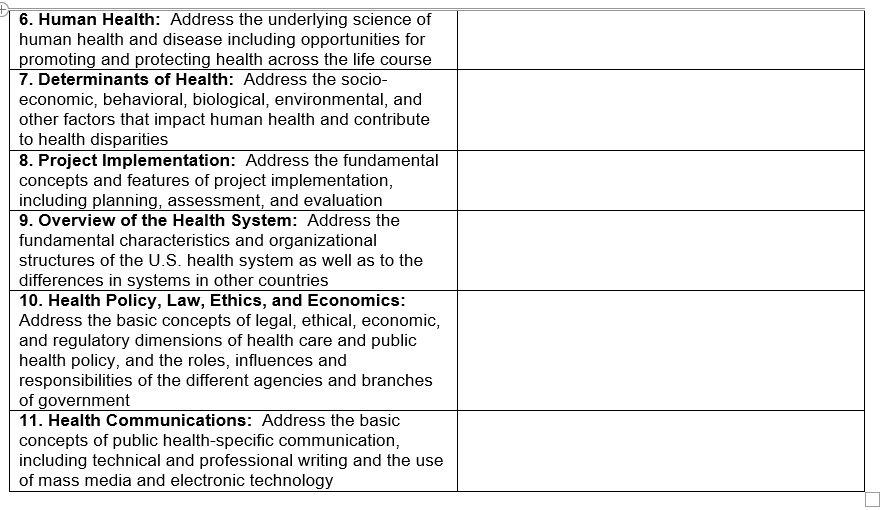 6. Human Health:  Address the underlying science of
human health and disease including opportunities for
promoting and protecting health across the life course
7. Determinants of Health:  Address the socio-
economic, behavioral, biological, environmental, and
other factors that impact human health and contribute
to health disparities
8. Project Implementation:  Address the fundamental
concepts and features of project implementation,
including planning, assessment, and evaluation
9. Overview of the Health System:  Address the
fundamental characteristics and organizational
structures of the U.S. health system as well as to the
differences in systems in other countries
10. Health Policy, Law, Ethics, and Economics:
Address the basic concepts of legal, ethical, economic,
and regulatory dimensions of health care and public
health policy, and the roles, influences and
responsibilities of the different agencies and branches
of government
11. Health Communications:  Address the basic
concepts of public health-specific communication,
including technical and professional writing and the use
of mass media and electronic technology